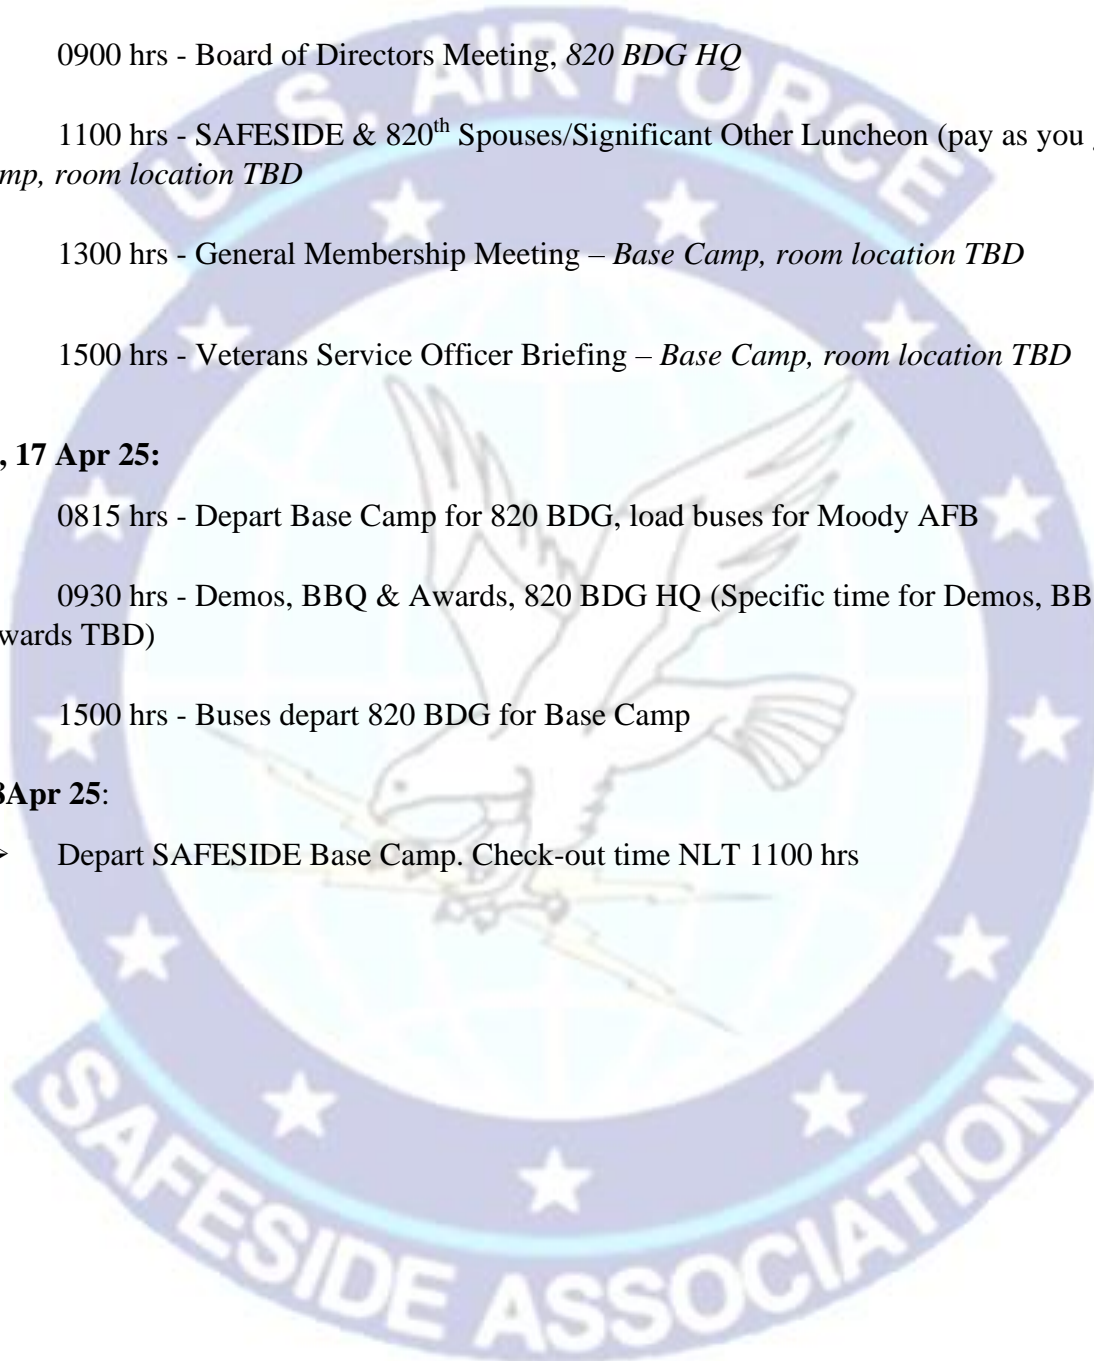 U.S. AIR FORCE
0900 hrs - Board of Directors Meeting, 820 BDG HQ
1100 hrs - SAFESIDE & 820th Spouses/Significant Other Luncheon (pay as you
mp, room location TBD
1300 hrs - General Membership Meeting – Base Camp, room location TBD
1500 hrs - Veterans Service Officer Briefing – Base Camp, room location TBD
, 17 Apr 25:
0815 hrs - Depart Base Camp for 820 BDG, load buses for Moody AFB
0930 hrs - Demos, BBQ & Awards, 820 BDG HQ (Specific time for Demos, BB
wards TBD)
1500 hrs - Buses depart 820 BDG for Base Camp
8Apr 25:
➢ Depart SAFESIDE Base Camp. Check-out time NLT 1100 hrs
SAFESIDE ASSOCIATION